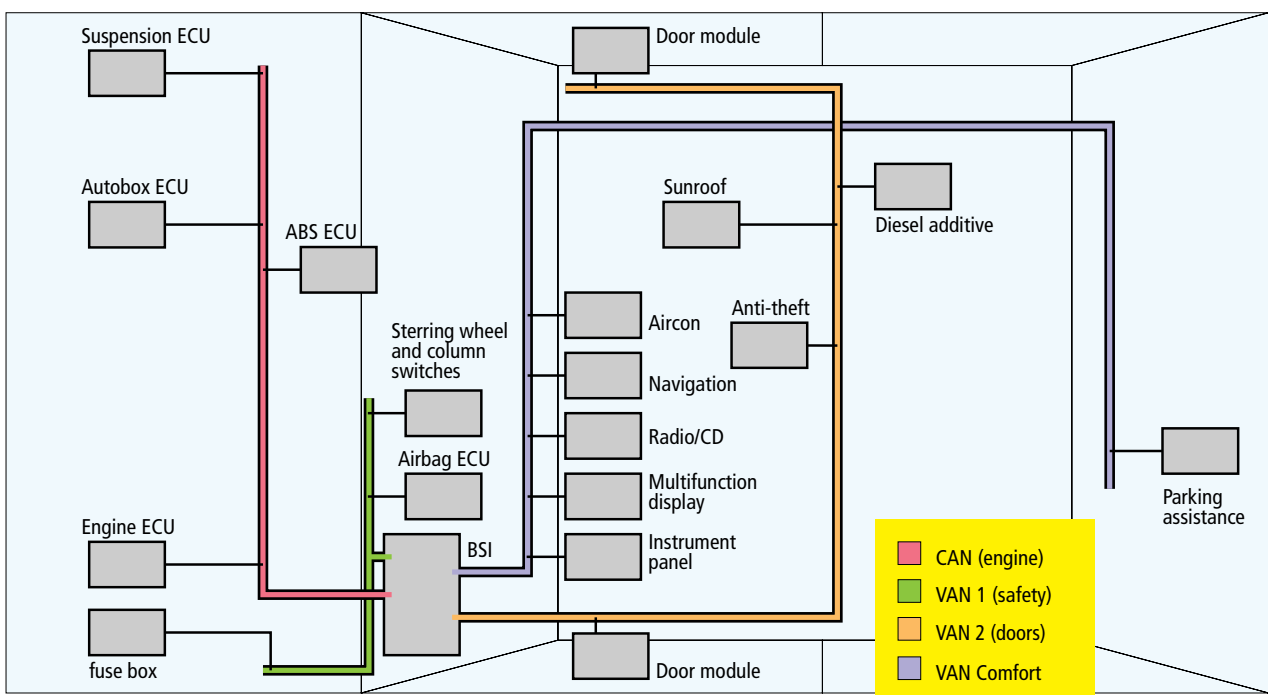 Suspension ECU
Door module
Autobox ECU
Sunroof
Diesel additive
ABS ECU
Aircon
Anti-theft
Sterring wheel
and column
switches
Navigation
Radio/CD
Airbag ECU
Multifunction
display
Parking
assistance
Engine ECU
BSI
Instrument
panel
CAN (engine)
VAN 1 (safety)
VAN 2 (doors)
VAN Comfort
fuse box
Door module